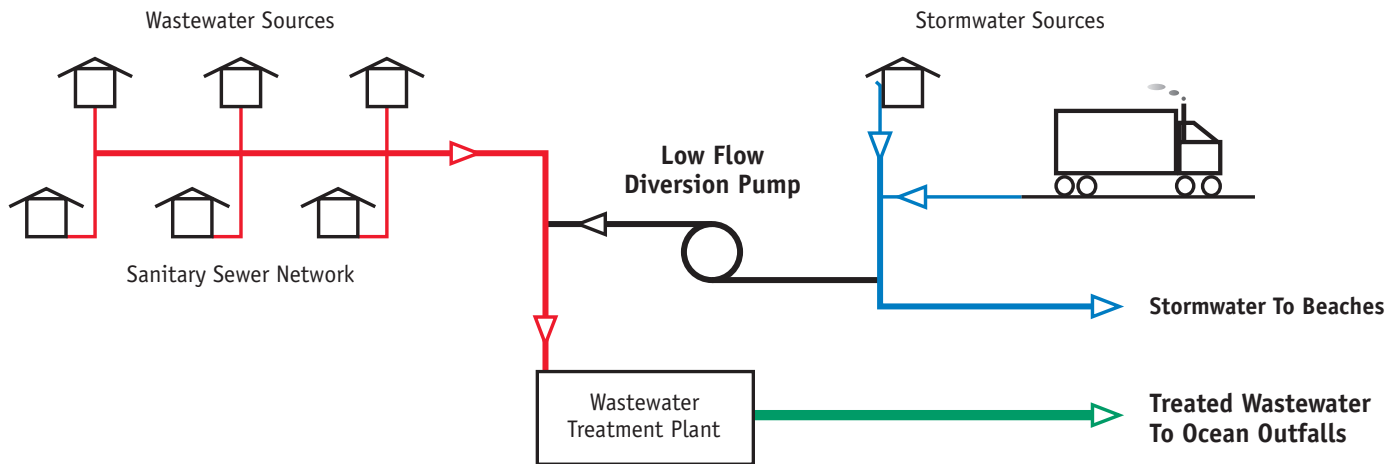 Wastewater Sources
Stormwater Sources
Low Flow
Diversion Pump
Sanitary Sewer Network
Stormwater To Beaches
Wastewater
Treatment Plant
Treated Wastewater
To Ocean Outfalls